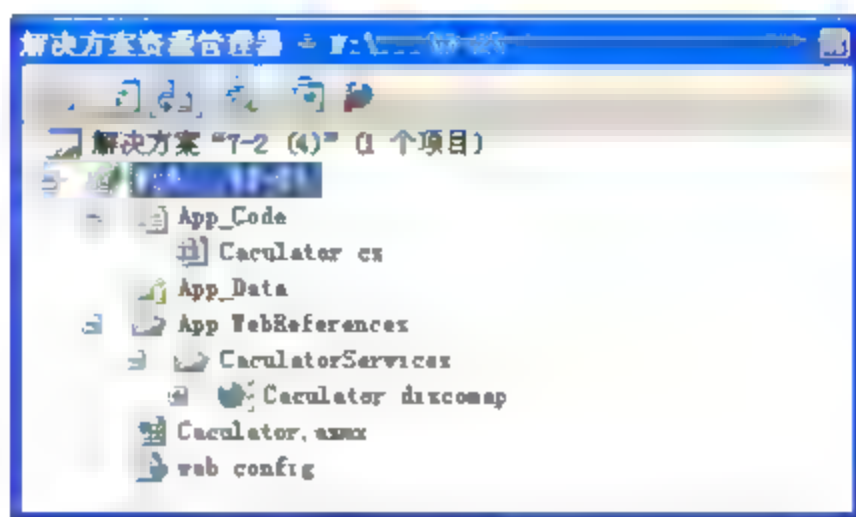 解决方案资源管理器
解决方案 "7-2 (4)" (1 个项目)
App_Code
Caculator cs
App_Data
App WebReferences
CaculatorServices
Caculator discomap
Caculator.asmx
web config